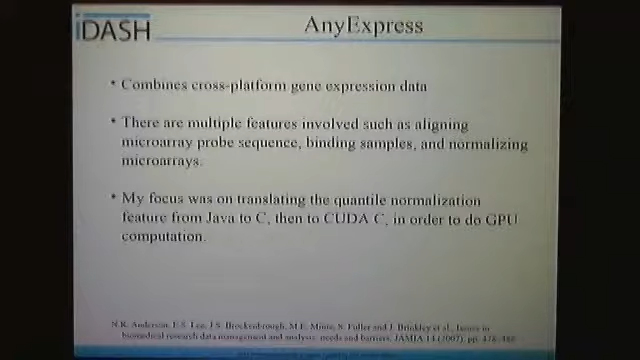 iDASH
AnyExpress
• Combines cross-platform gene expression data
• There are multiple features involved such as aligning
microarray probe sequence, binding samples, and normalizing
microarrays.
• My focus was on translating the quantile normalization
feature from Java to C, then to CUDA C, in order to do GPU
computation.
N.R. Anderson, E.S. Lee, J.S. Brockenbrough, M.E. Minie, S. Fuller and J. Brinkley et al., Issues in
biomedical research data management and analysis: needs and barriers, JAMIA 14 (2007), pp. 478-488